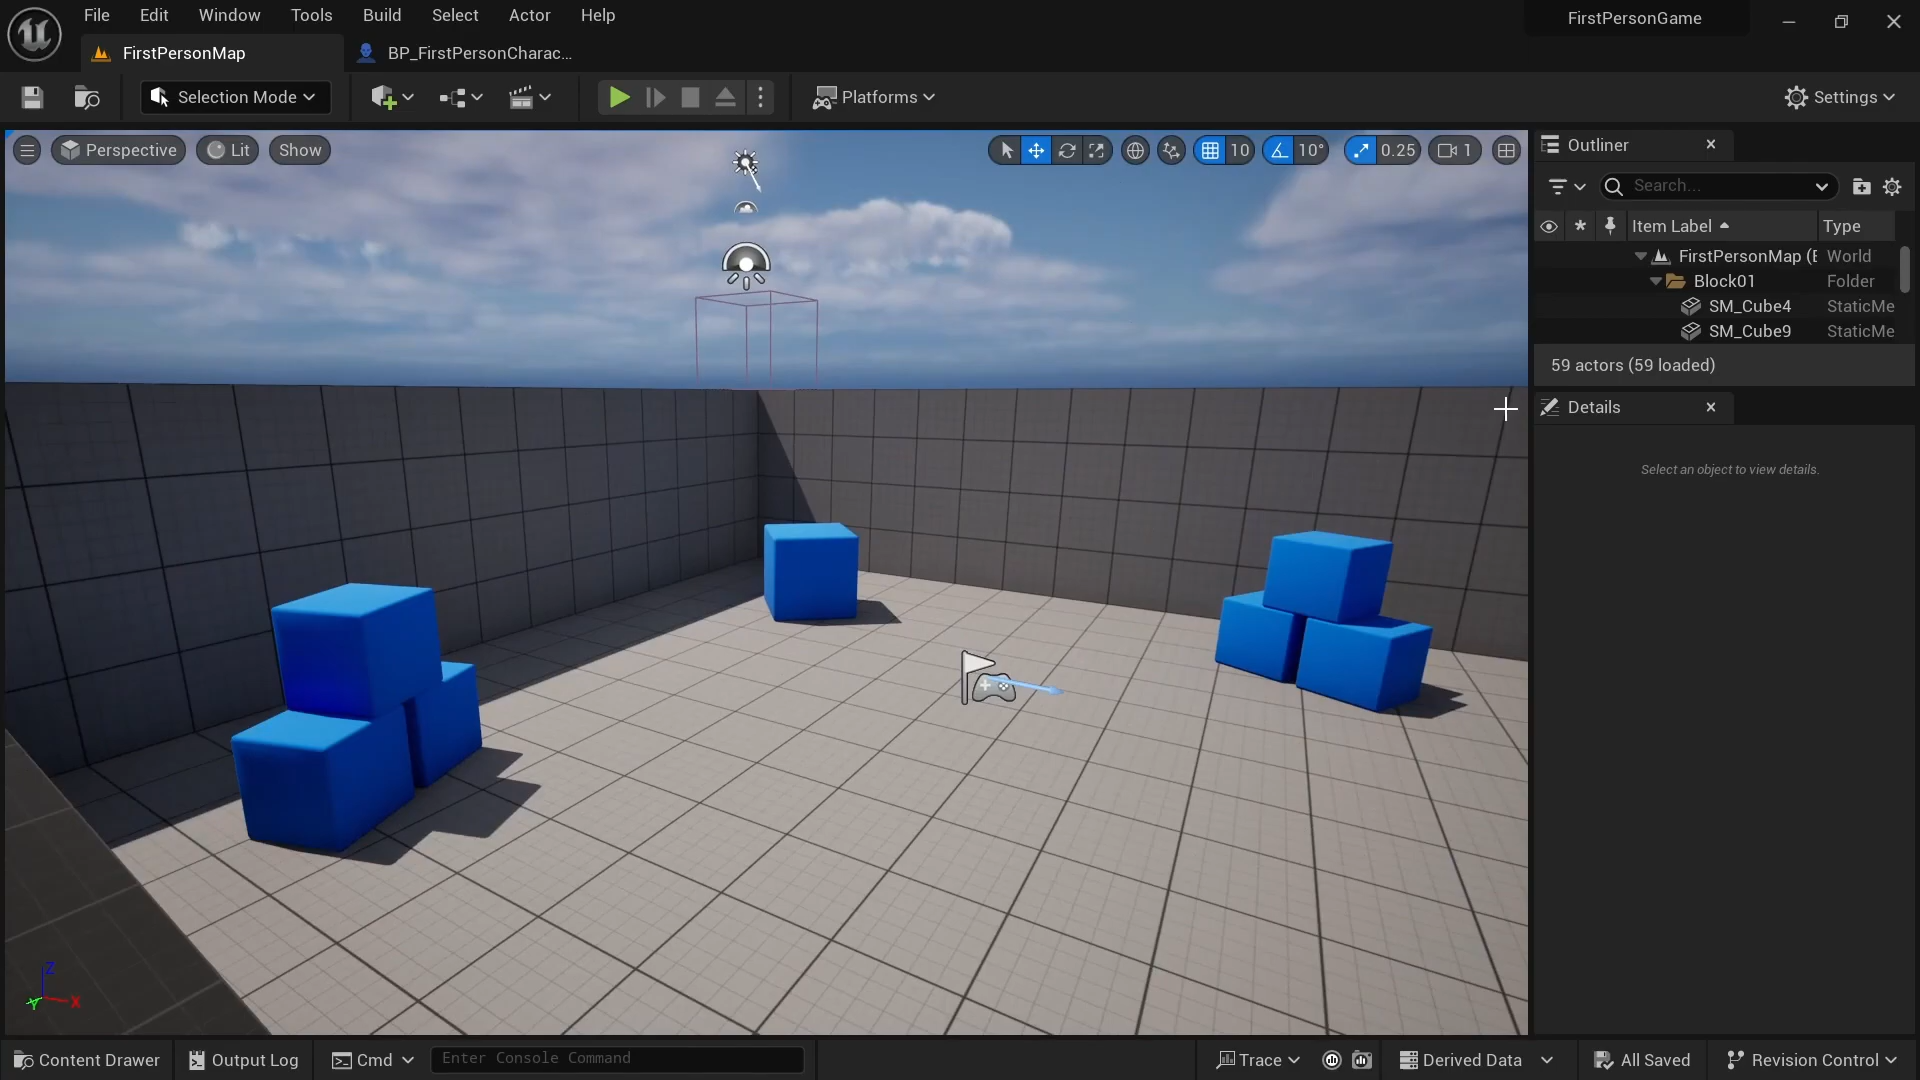 File Edit Window Tools Build Select Actor Help
FirstPersonGame
FirstPersonMap
BP_FirstPersonCharac...
Selection Mode
Platforms
Settings
Perspective
Lit
Show
10
10°
0.25
1
Outliner
Search...
Item Label
Type
FirstPersonMap (E
World
Block01
Folder
SM_Cube4
StaticMe
SM_Cube9
StaticMe
59 actors (59 loaded)
Details
Select an object to view details.
Z
Y
X
Content Drawer
Output Log
Cmd
Enter Console Command
Trace
Derived Data
All Saved
Revision Control